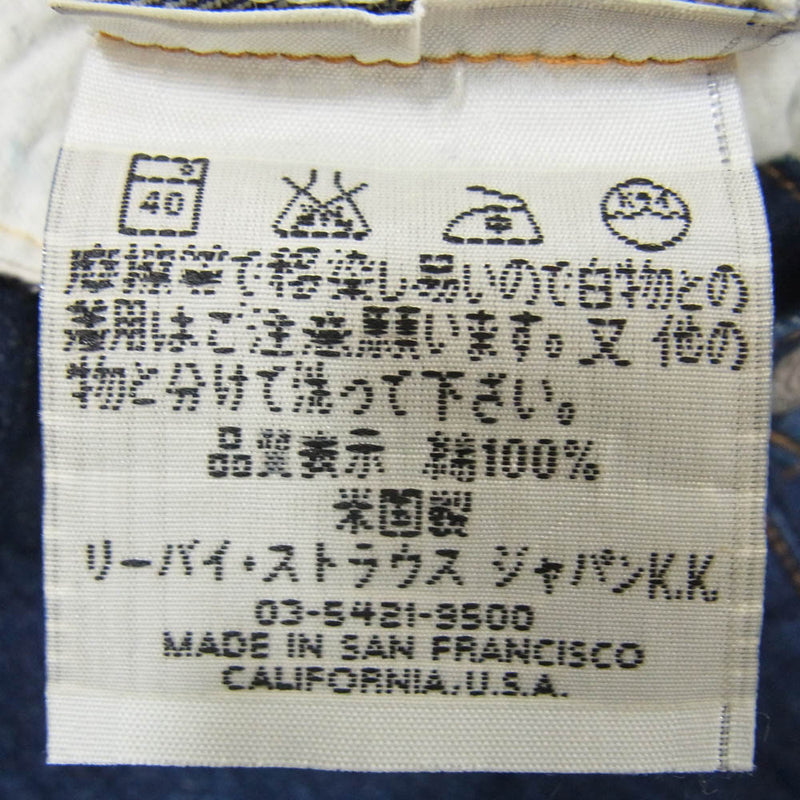 40
摩擦等で移染し易いので白物との
着用はご注意願います。又 他の
物と分けて洗って下さい。
品質表示 綿100%
米国製
リーバイ・ストラウス ジャパンK.K.
03-5421-9500
MADE IN SAN FRANCISCO
CALIFORNIA, U.S.A.